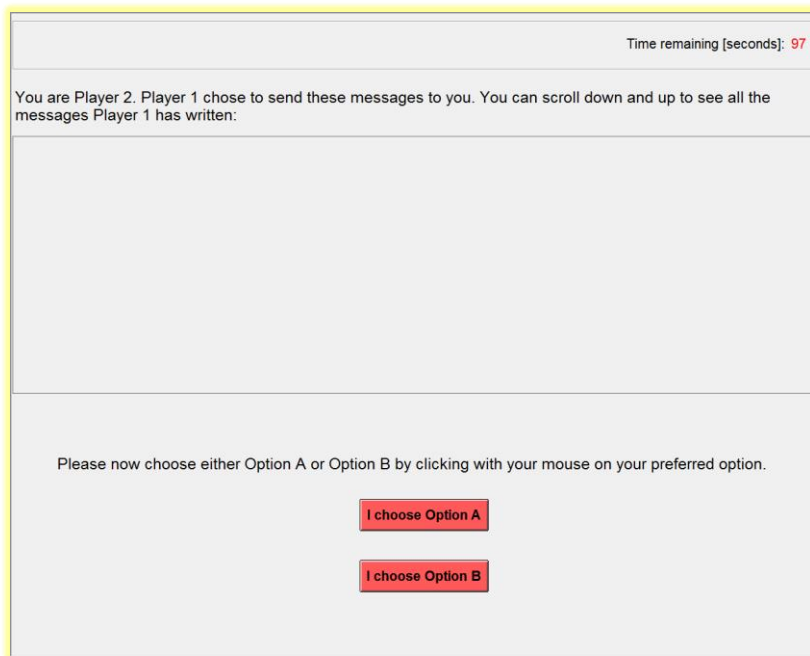 Time remaining [seconds]: 97
You are Player 2. Player 1 chose to send these messages to you. You can scroll down and up to see all the
messages Player 1 has written:
Please now choose either Option A or Option B by clicking with your mouse on your preferred option.
I choose Option A
I choose Option B